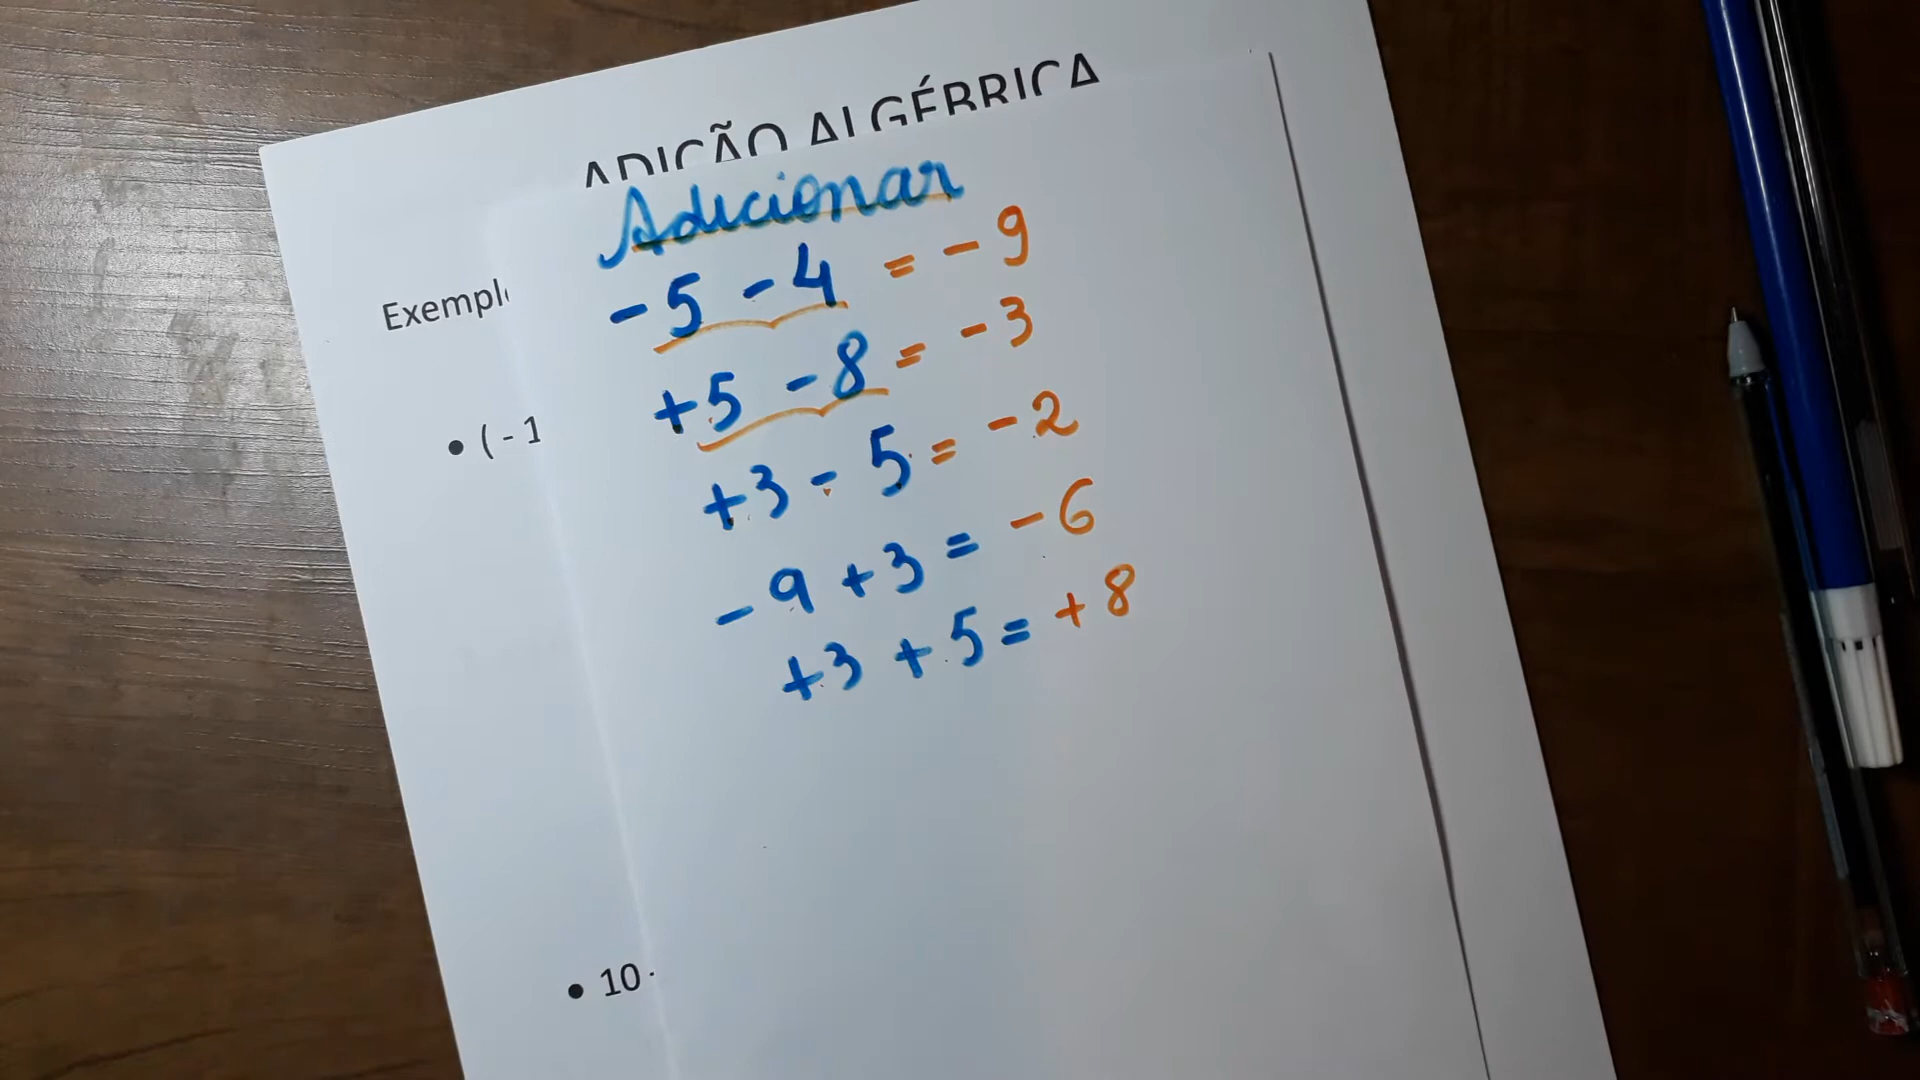 ADIÇÃO ALGÉBRICA
Adicionar
-5 -4 = -9
+5 -8 = -3
+3 - 5 = -2
-9 +3 = -6
+3 +5 = +8
• ( - 1
• 10